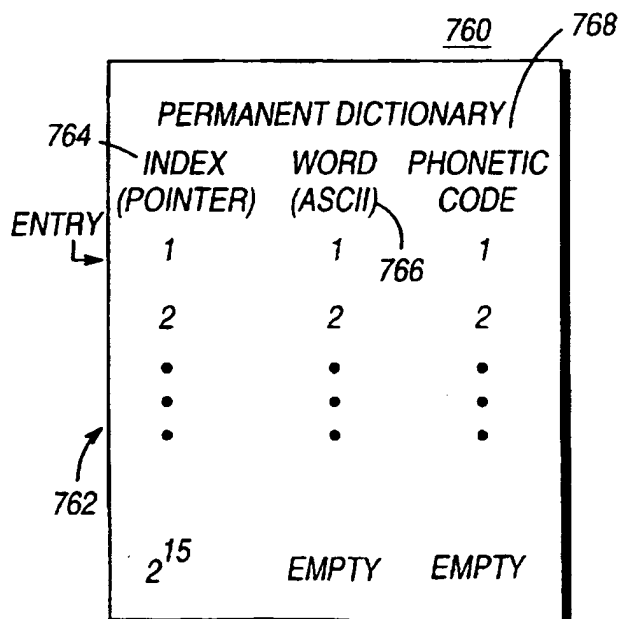 760
768
PERMANENT DICTIONARY
764
INDEX WORD PHONETIC
(POINTER) (ASCII) CODE
ENTRY
1 1 1
766
2 2 2
762
2^15 EMPTY EMPTY